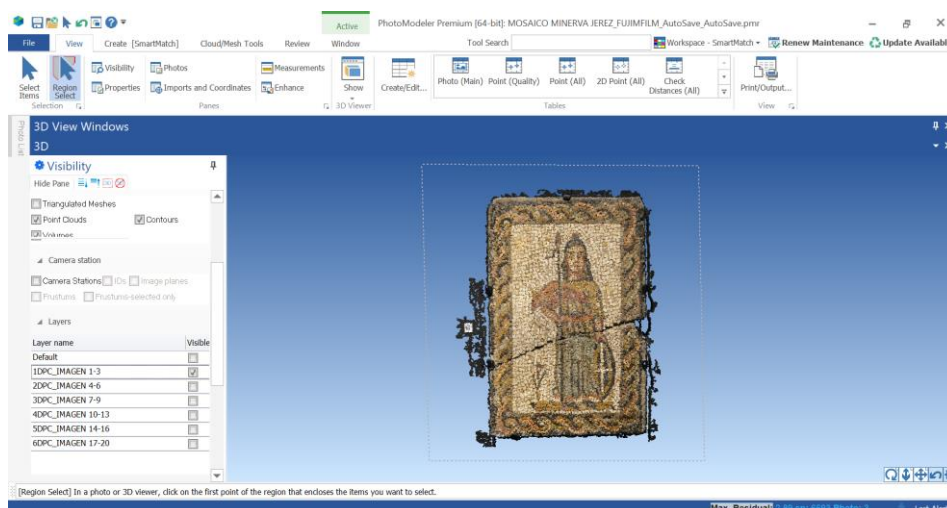 Active
PhotoModeler Premium [64-bit]: MOSAICO MINERVA JEREZ_FUJIMFILM_AutoSave_AutoSave.pmr
File
View
Create [SmartMatch]
Cloud/Mesh Tools
Review
Window
Tool Search
Workspace - SmartMatch
Renew Maintenance
Update Availabl
Select Items
Region Select
Visibility
Photos
Measurements
Properties
Imports and Coordinates
Enhance
Show
Create/Edit...
Photo (Main)
Point (Quality)
Point (All)
2D Point (All)
Check Distances (All)
Print/Output...
Selection
Panes
3D Viewer
Tables
View
Photo List
3D View Windows
3D
Visibility
Hide Pane
Triangulated Meshes
Point Clouds
Contours
Volumes
Camera station
Camera Stations
IDs
Image planes
Frustums
Frustums-selected only
Layers
Layer name
Visible
Default
1DPC_IMAGEN 1-3
2DPC_IMAGEN 4-6
3DPC_IMAGEN 7-9
4DPC_IMAGEN 10-13
5DPC_IMAGEN 14-16
6DPC_IMAGEN 17-20
[Region Select] In a photo or 3D viewer, click on the first point of the region that encloses the items you want to select.
Max. Residual: